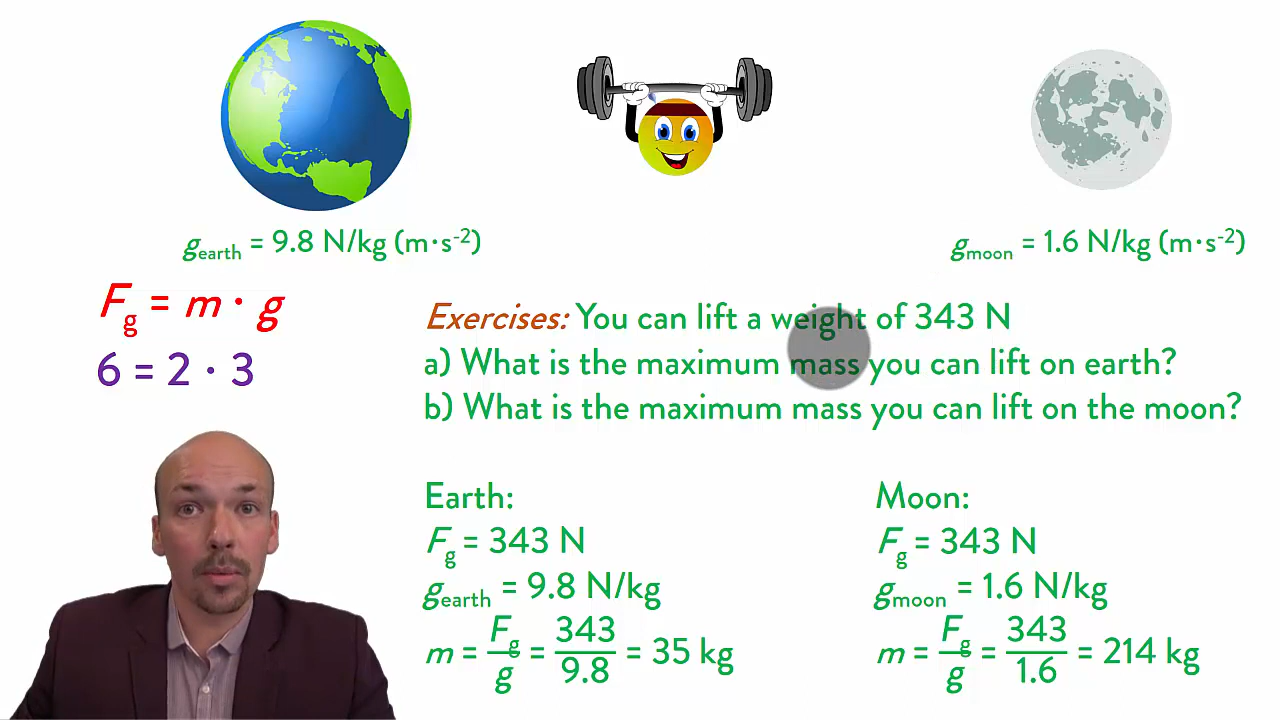 gearth = 9.8 N/kg (m·s-2)
gmoon = 1.6 N/kg (m·s-2)
Fg = m · g
6 = 2 · 3
Exercises: You can lift a weight of 343 N
a) What is the maximum mass you can lift on earth?
b) What is the maximum mass you can lift on the moon?
Earth:
Fg = 343 N
gearth = 9.8 N/kg
m = Fg/g = 343/9.8 = 35 kg
Moon:
Fg = 343 N
gmoon = 1.6 N/kg
m = Fg/g = 343/1.6 = 214 kg